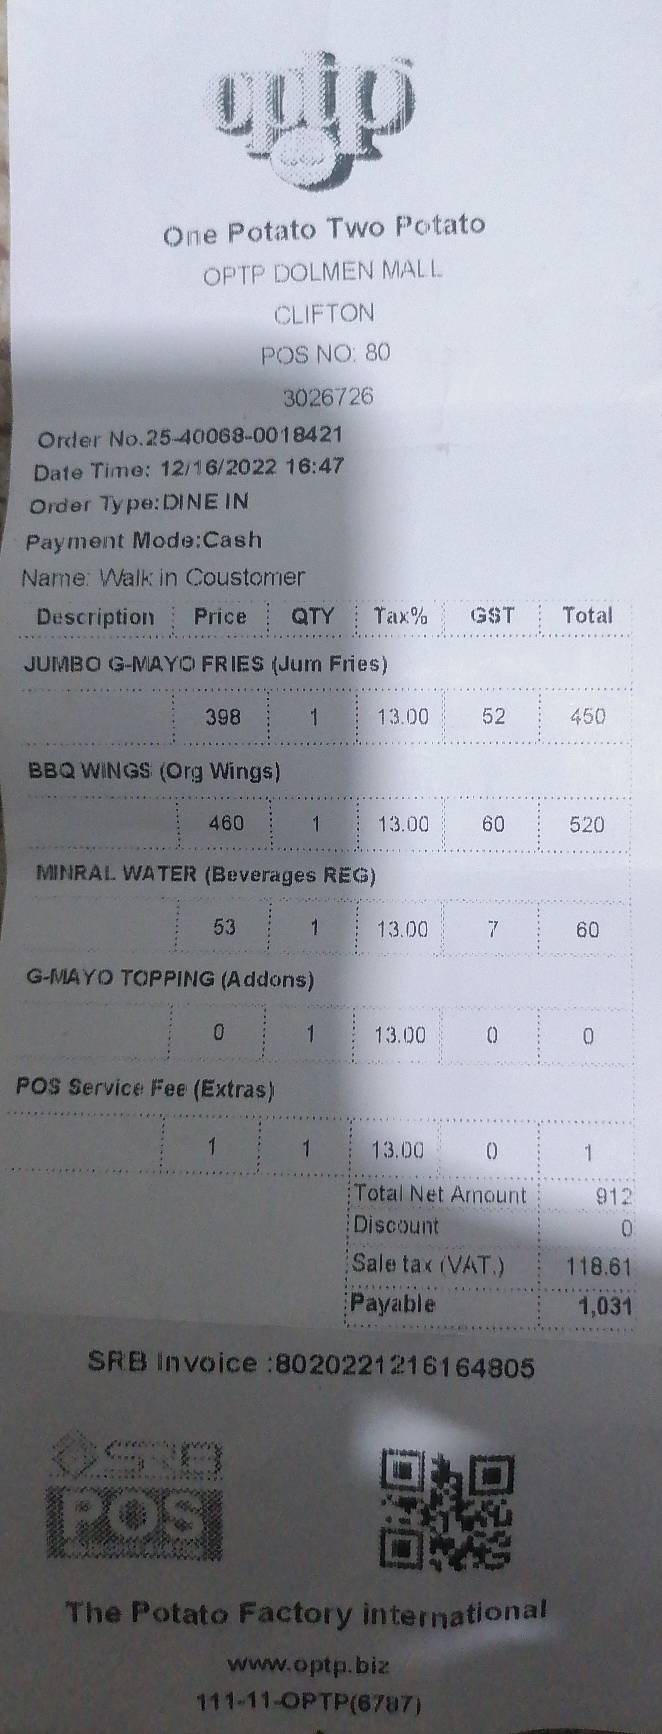 optp
One Potato Two Potato
OPTP DOLMEN MALL
CLIFTON
POS NO: 80
3026726
Order No.25-40068-0018421
Date Time: 12/16/2022 16:47
Order Type:DINE IN
Payment Mode:Cash
Name: Walk in Coustomer
Description Price QTY Tax% GST Total
JUMBO G-MAYO FRIES (Jum Fries)
398 1 13.00 52 450
BBQ WINGS (Org Wings)
460 1 13.00 60 520
MINRAL WATER (Beverages REG)
53 1 13.00 7 60
G-MAYO TOPPING (Addons)
0 1 13.00 0 0
POS Service Fee (Extras)
1 1 13.00 0 1
Total Net Amount 912
Discount 0
Sale tax (VAT.) 118.61
Payable 1,031
SRB Invoice :8020221216164805
SRB
POS
The Potato Factory international
www.optp.biz
111-11-OPTP(6787)